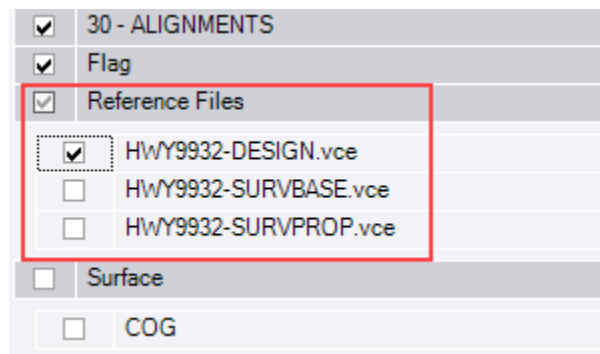 30 - ALIGNMENTS
Flag
Reference Files
HWY9932-DESIGN.vce
HWY9932-SURVBASE.vce
HWY9932-SURVPROP.vce
Surface
COG